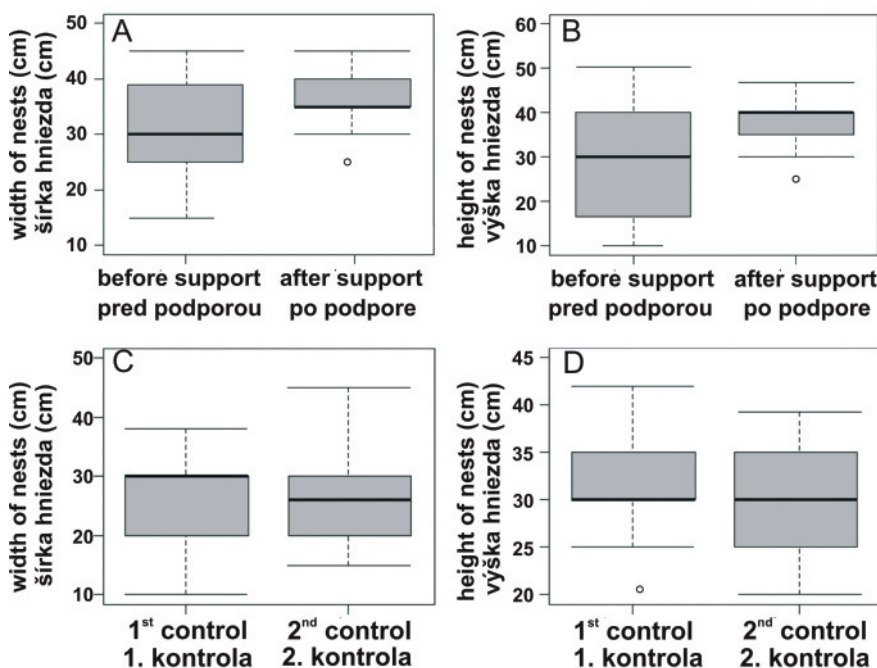 A
width of nests (cm)
šírka hniezda (cm)
50
40
30
20
10
before support
pred podporou
after support
po podpore
B
height of nests (cm)
výška hniezda (cm)
60
50
40
30
20
10
before support
pred podporou
after support
po podpore
C
width of nests (cm)
šírka hniezda (cm)
50
40
30
20
10
1st control
1. kontrola
2nd control
2. kontrola
D
height of nests (cm)
výška hniezda (cm)
45
40
35
30
25
20
1st control
1. kontrola
2nd control
2. kontrola